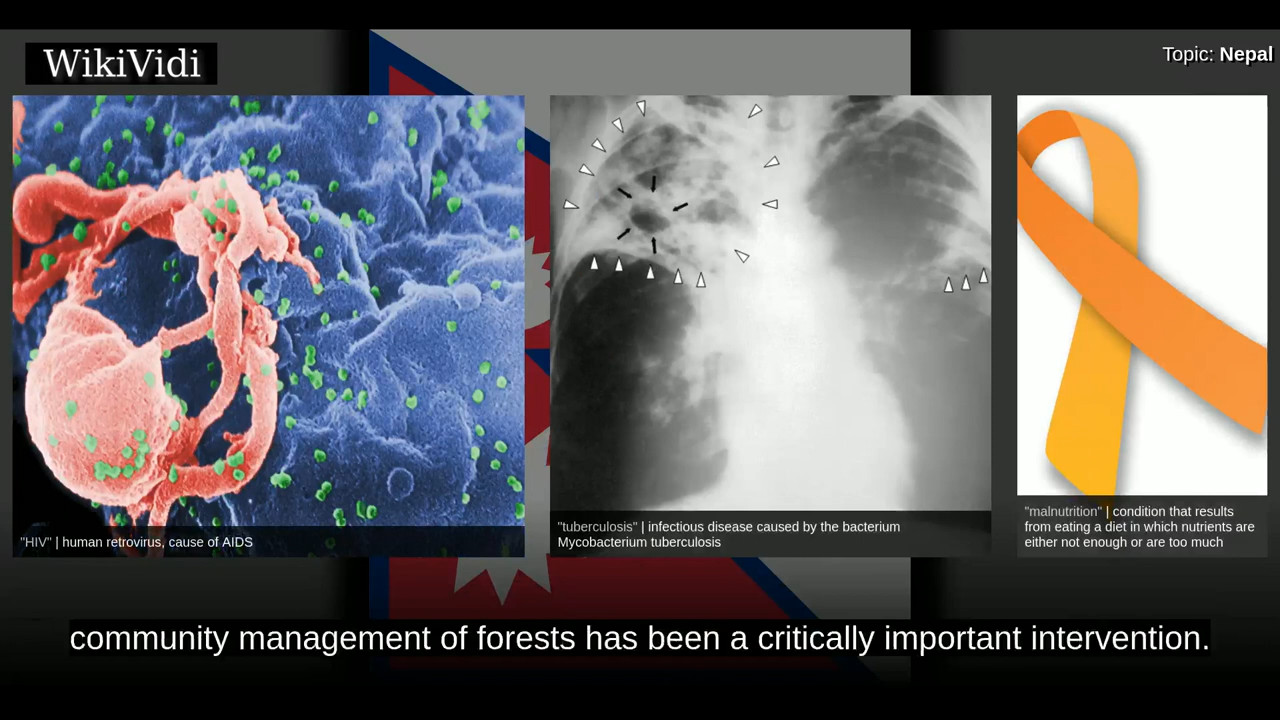 WikiVidi
Topic: Nepal
"HIV" | human retrovirus, cause of AIDS
"tuberculosis" | infectious disease caused by the bacterium
Mycobacterium tuberculosis
"malnutrition" | condition that results
from eating a diet in which nutrients are
either not enough or are too much
community management of forests has been a critically important intervention.